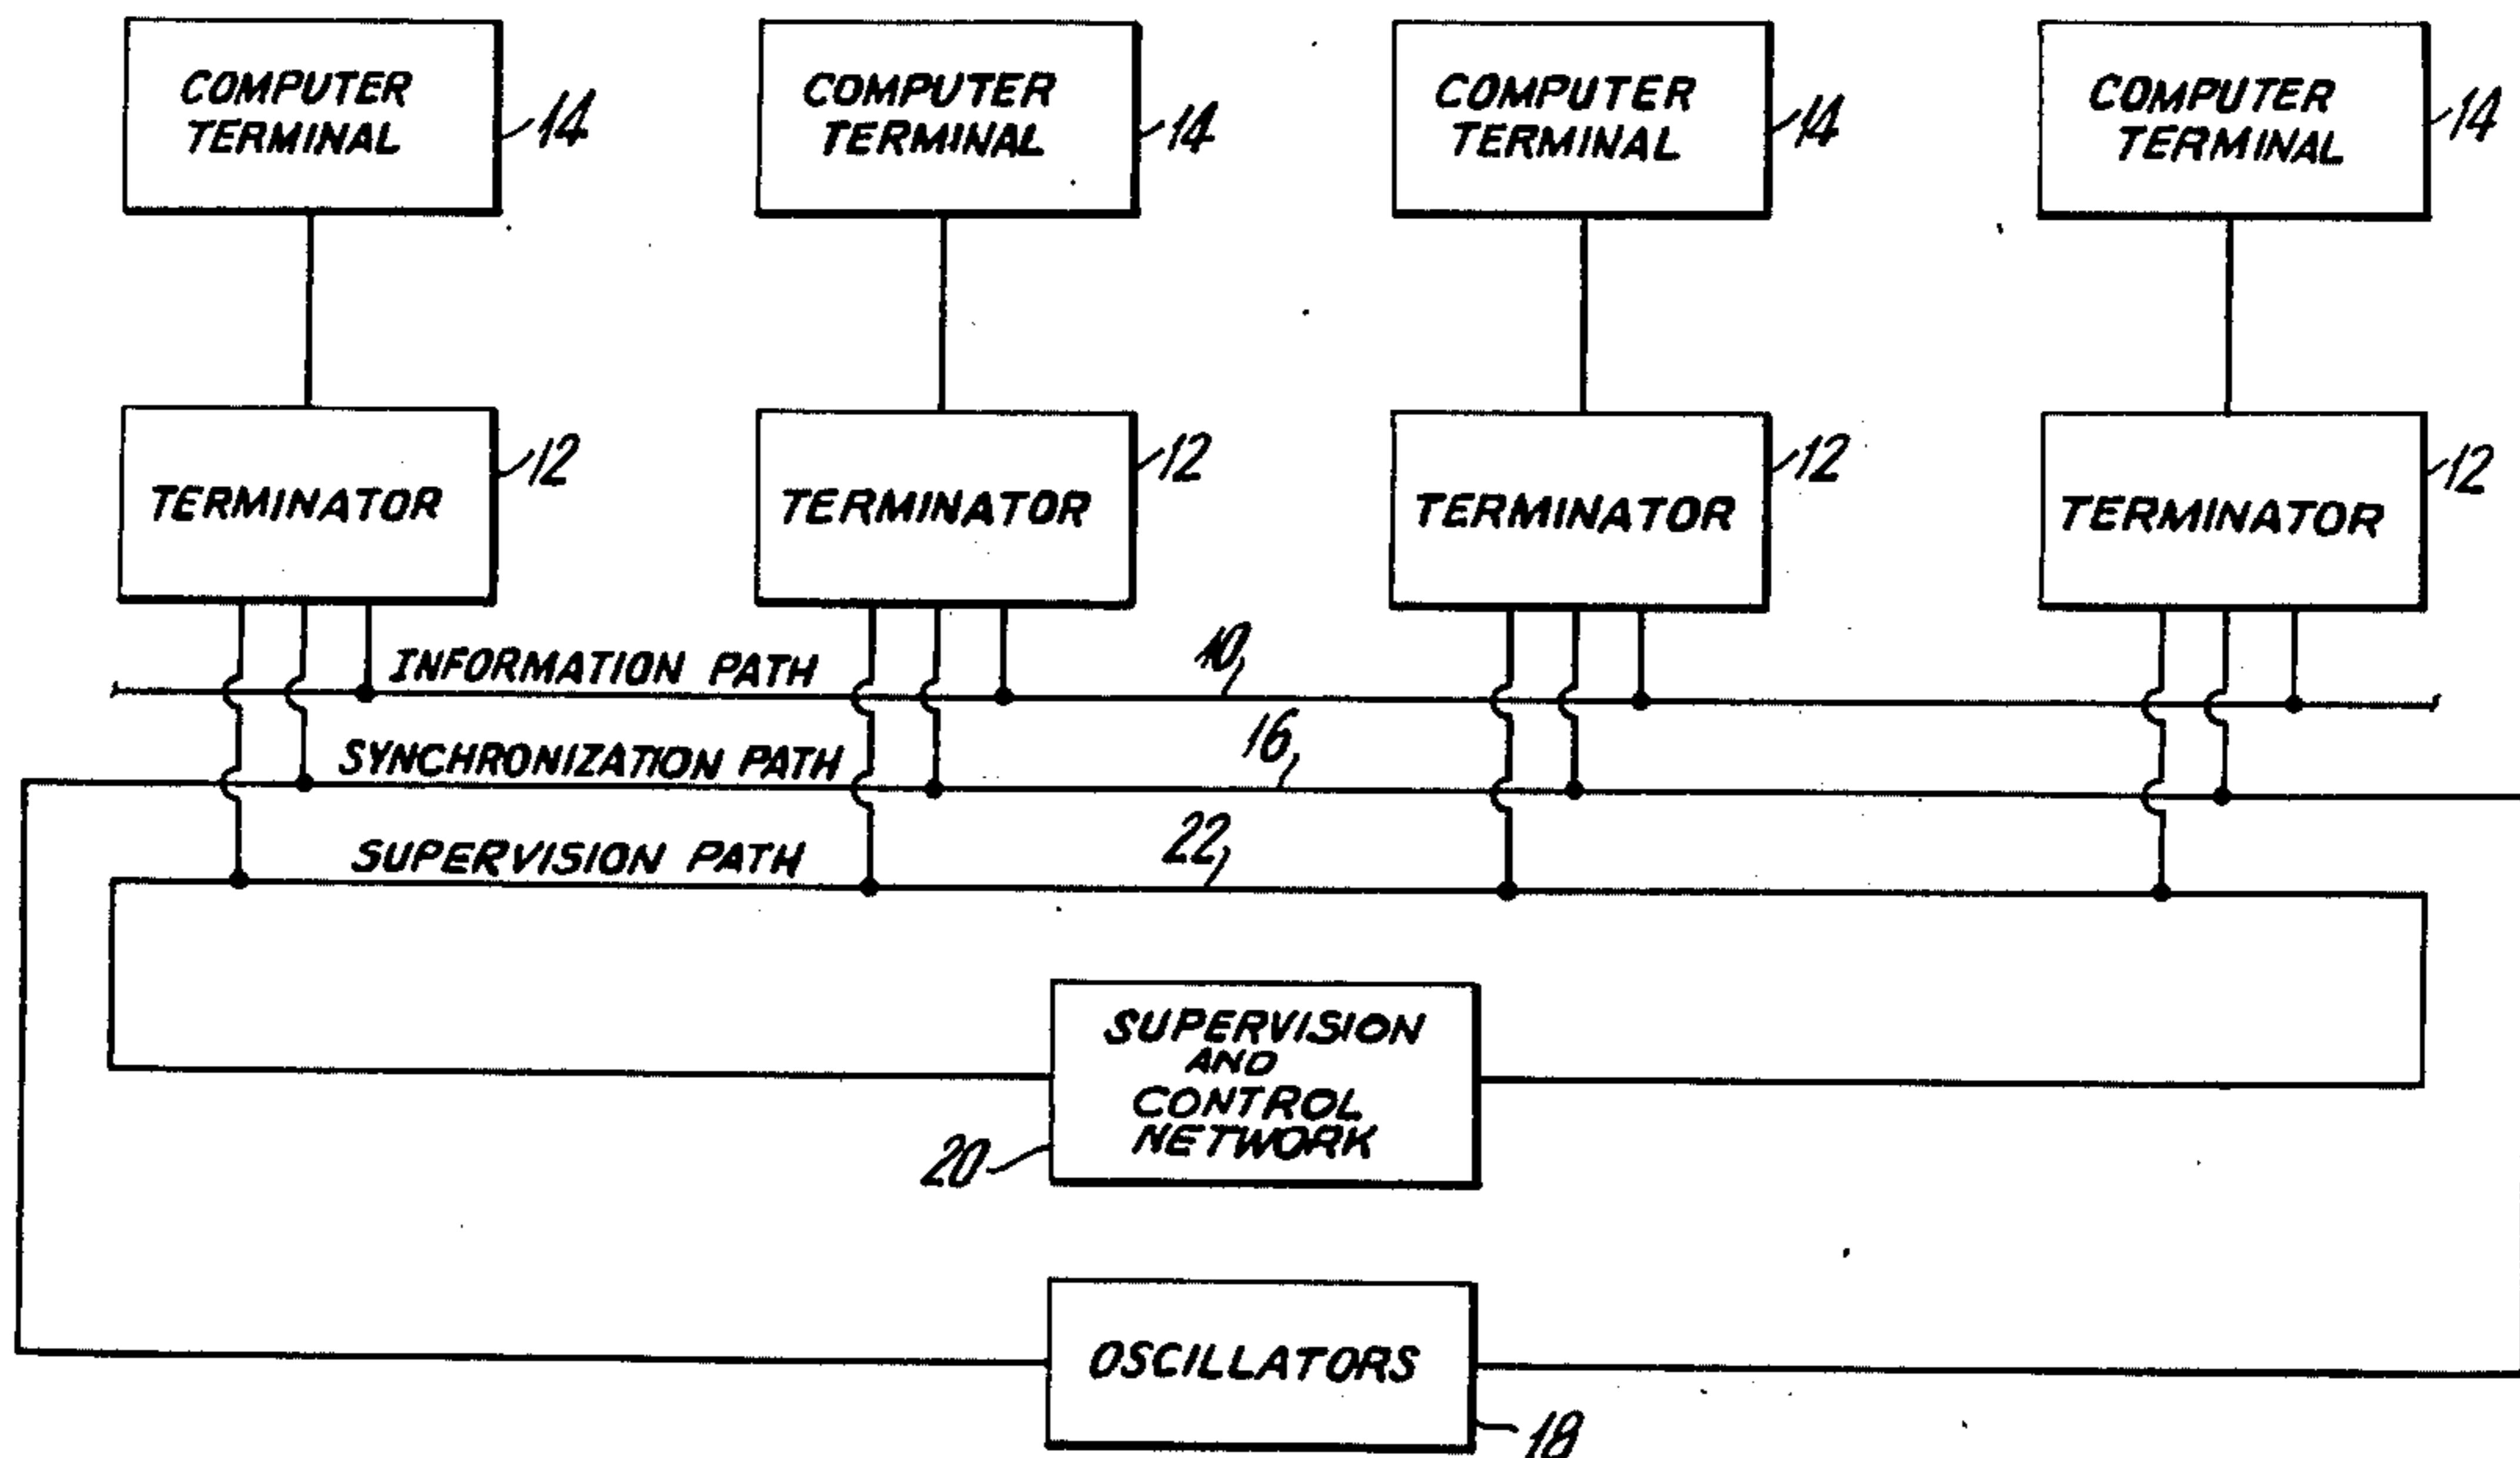 COMPUTER
TERMINAL
14
COMPUTER
TERMINAL
14
COMPUTER
TERMINAL
14
COMPUTER
TERMINAL
14
TERMINATOR
12
TERMINATOR
12
TERMINATOR
12
TERMINATOR
12
INFORMATION PATH
10
SYNCHRONIZATION PATH
16
SUPERVISION PATH
22
SUPERVISION
AND
CONTROL
NETWORK
20
OSCILLATORS
18